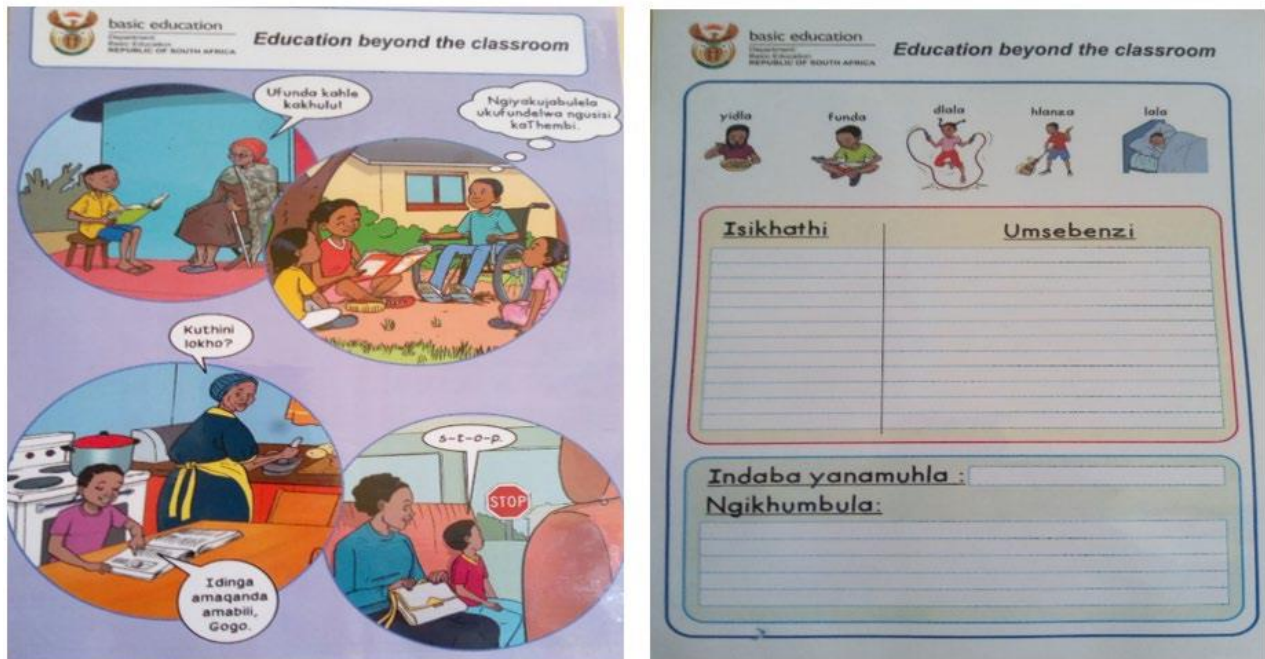 basic education
Department:
Basic Education
REPUBLIC OF SOUTH AFRICA
Education beyond the classroom
Ufunda kahle
kakhulu!
Ngiyakujabulela
ukufundelwa ngusisi
kaThembi.
Kuthini
lokho?
s-t-o-p.
STOP
Idinga
amaqanda
amabili,
Gogo.
basic education
Department:
Basic Education
REPUBLIC OF SOUTH AFRICA
Education beyond the classroom
yidla
funda
dlala
hlanza
lala
Isikhathi
Umsebenzi
Indaba yanamuhla :
Ngikhumbula: